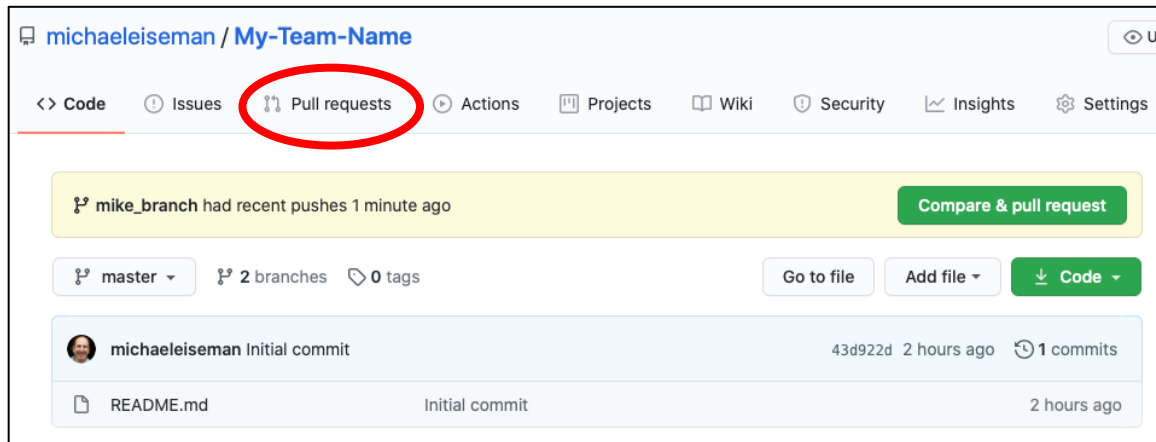 michaeleiseman / My-Team-Name
Code Issues Pull requests Actions Projects Wiki Security Insights Settings
mike_branch had recent pushes 1 minute ago Compare & pull request
master 2 branches 0 tags Go to file Add file Code
michaeleiseman Initial commit 43d922d 2 hours ago 1 commits
README.md Initial commit 2 hours ago